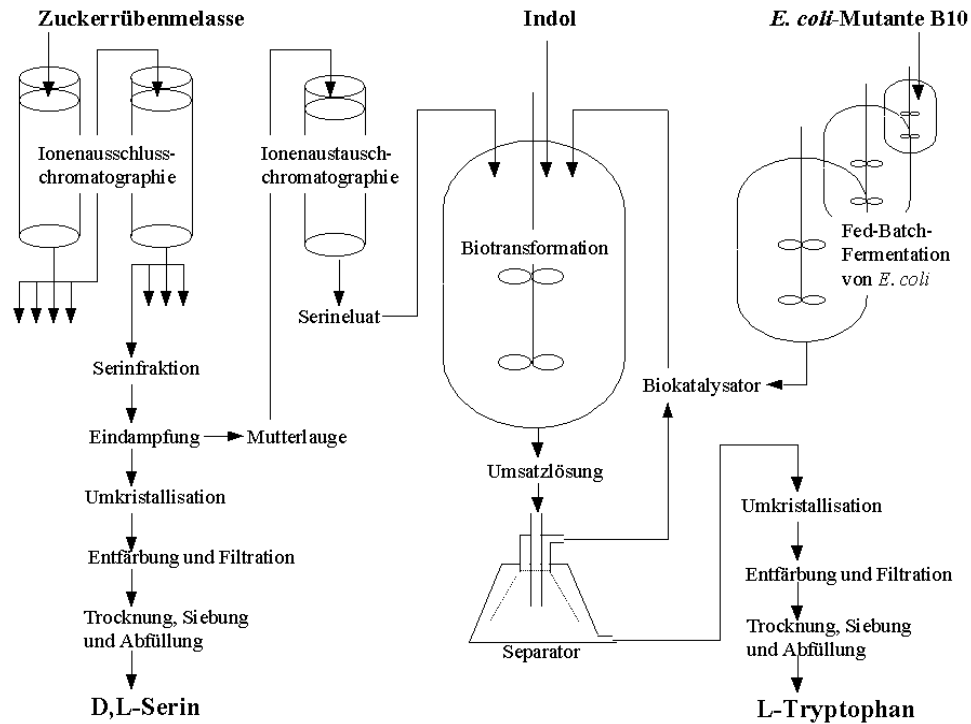 Zuckerrübenmelasse
Indol
E. coli-Mutante B10
Ionenausschluss-
chromatographie
Ionenaustausch-
chromatographie
Biotransformation
Fed-Batch-
Fermentation
von E. coli
Serineluat
Serinfraktion
Biokatalysator
Eindampfung
Mutterlauge
Umsatzlösung
Umkristallisation
Umkristallisation
Entfärbung und Filtration
Entfärbung und Filtration
Trocknung, Siebung
und Abfüllung
Separator
Trocknung, Siebung
und Abfüllung
D,L-Serin
L-Tryptophan